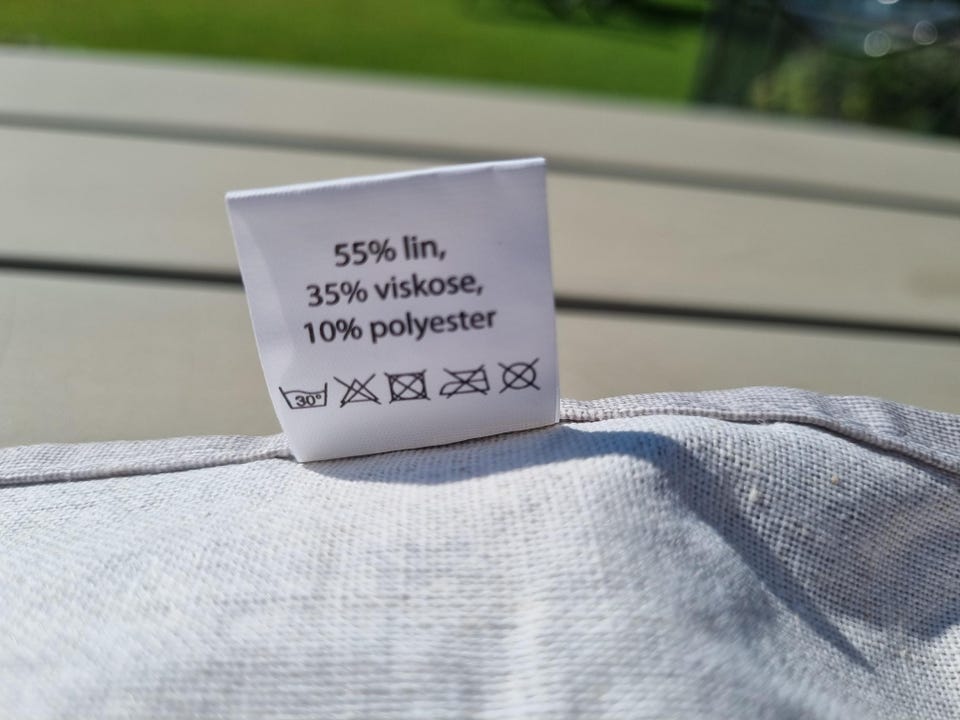 55% lin,
35% viskose,
10% polyester
30°